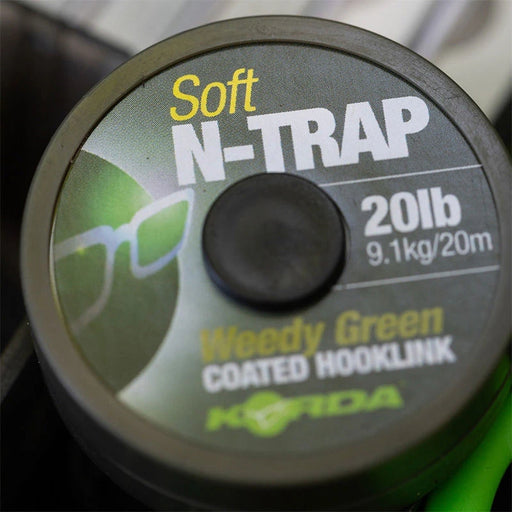 Soft
N-TRAP
20lb
9.1kg/20m
Weedy Green
COATED HOOKLINK
KORDA